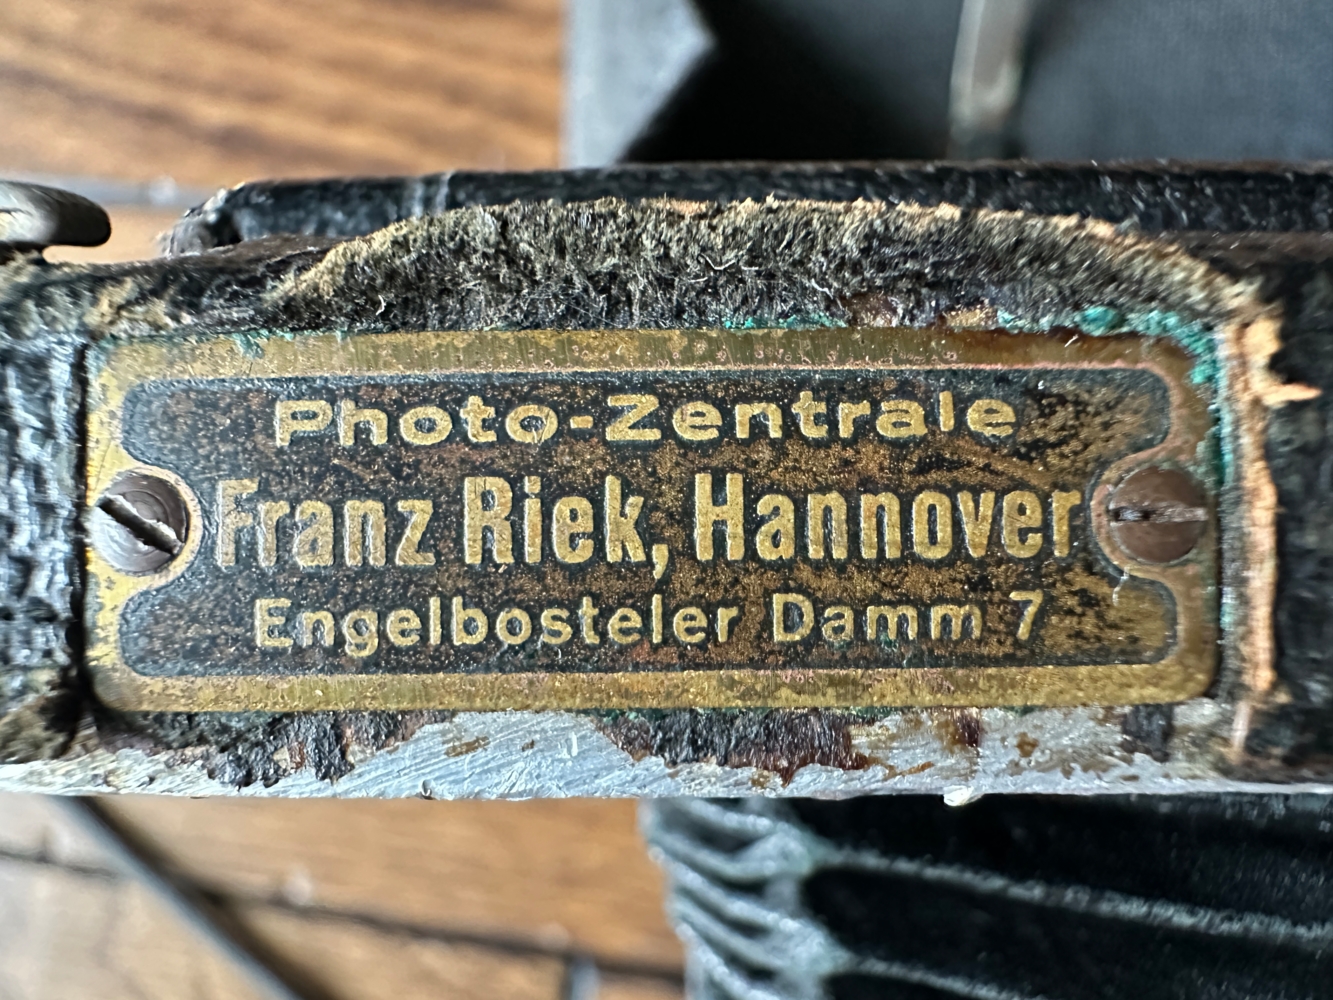 Photo-Zentrale
Franz Riek, Hannover
Engelbosteler Damm 7